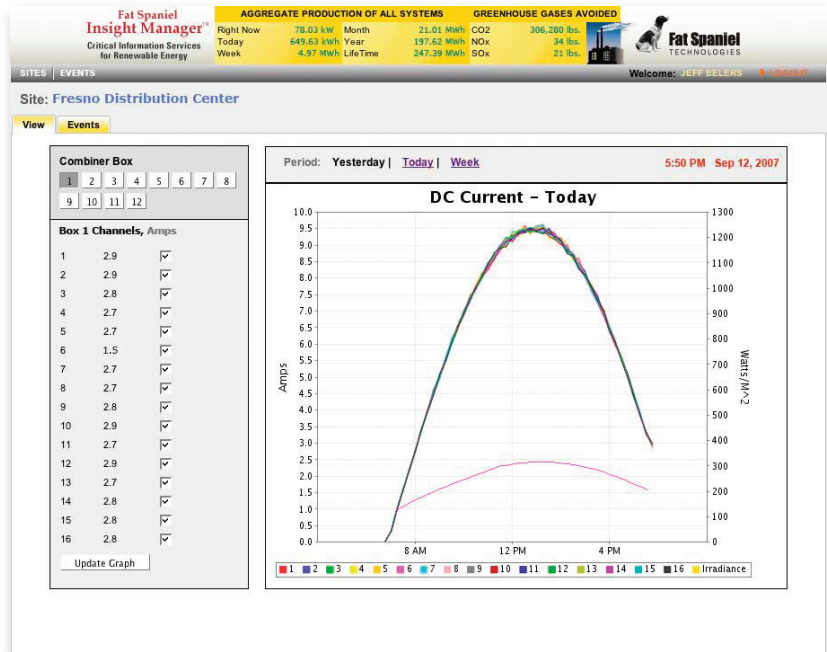 Fat Spaniel
Insight Manager™
Critical Information Services
for Renewable Energy
AGGREGATE PRODUCTION OF ALL SYSTEMS GREENHOUSE GASES AVOIDED
Right Now 78.03 kW Month 21.01 MWh CO2 306,280 lbs.
Today 649.63 kWh Year 197.62 MWh NOx 34 lbs.
Week 4.97 MWh LifeTime 247.39 MWh SOx 21 lbs.
Fat Spaniel
TECHNOLOGIES
SITES EVENTS
Welcome: JEFF BELERS LOGOUT
Site: Fresno Distribution Center
View Events
Combiner Box
1 2 3 4 5 6 7 8
9 10 11 12
Box 1 Channels, Amps
1 2.9
2 2.9
3 2.8
4 2.7
5 2.7
6 1.5
7 2.7
8 2.7
9 2.8
10 2.9
11 2.7
12 2.9
13 2.7
14 2.8
15 2.8
16 2.8
Update Graph
Period: Yesterday | Today | Week
5:50 PM Sep 12, 2007
DC Current – Today
10.0
9.5
9.0
8.5
8.0
7.5
7.0
6.5
6.0
5.5
5.0
4.5
4.0
3.5
3.0
2.5
2.0
1.5
1.0
0.5
0.0
Amps
1300
1200
1100
1000
900
800
700
600
500
400
300
200
100
0
Watts/M^2
8 AM 12 PM 4 PM
1 2 3 4 5 6 7 8 9 10 11 12 13 14 15 16 Irradiance